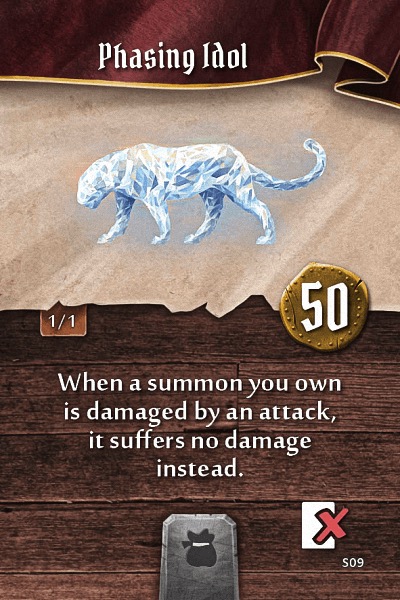 Phasing Idol
1/1
50
When a summon you own
is damaged by an attack,
it suffers no damage
instead.
S09